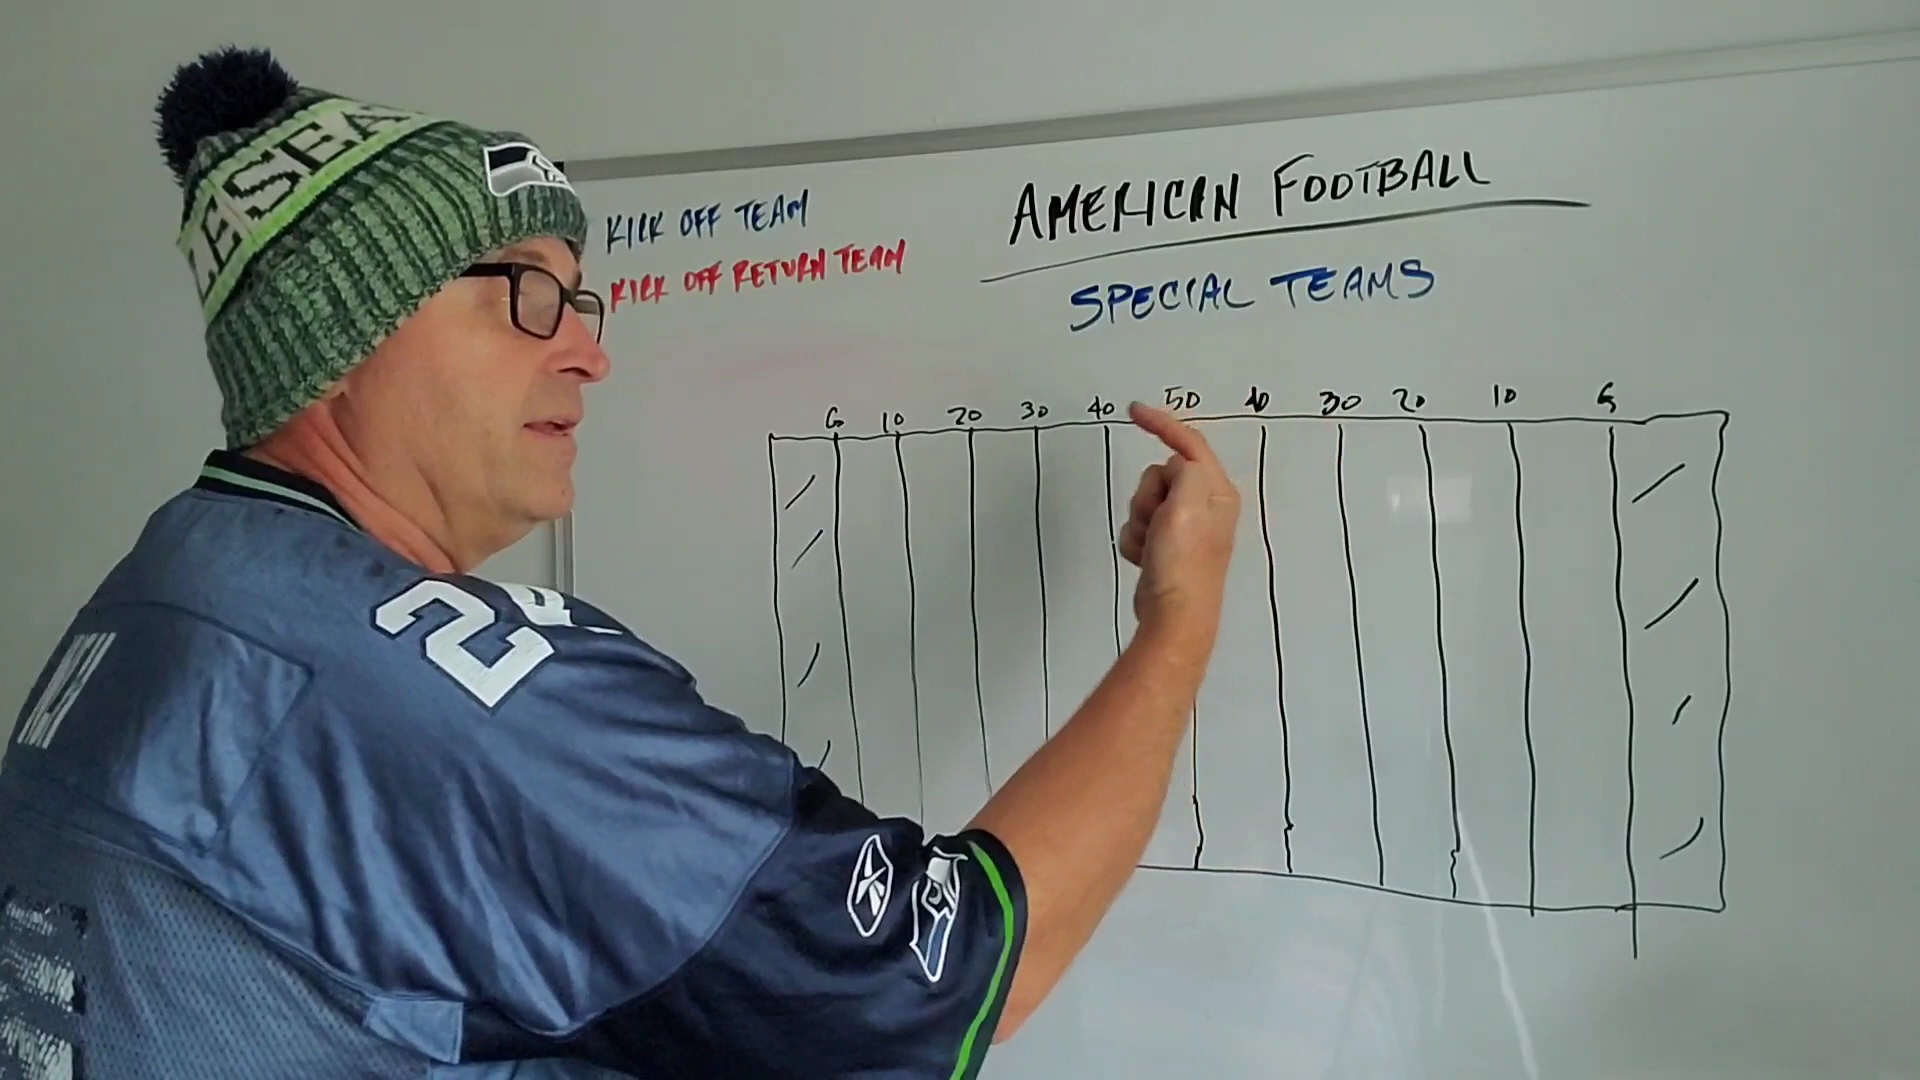 KICK OFF TEAM
KICK OFF RETURN TEAM
AMERICAN FOOTBALL
SPECIAL TEAMS
G 10 20 30 40 50 40 30 20 10 G
SEA